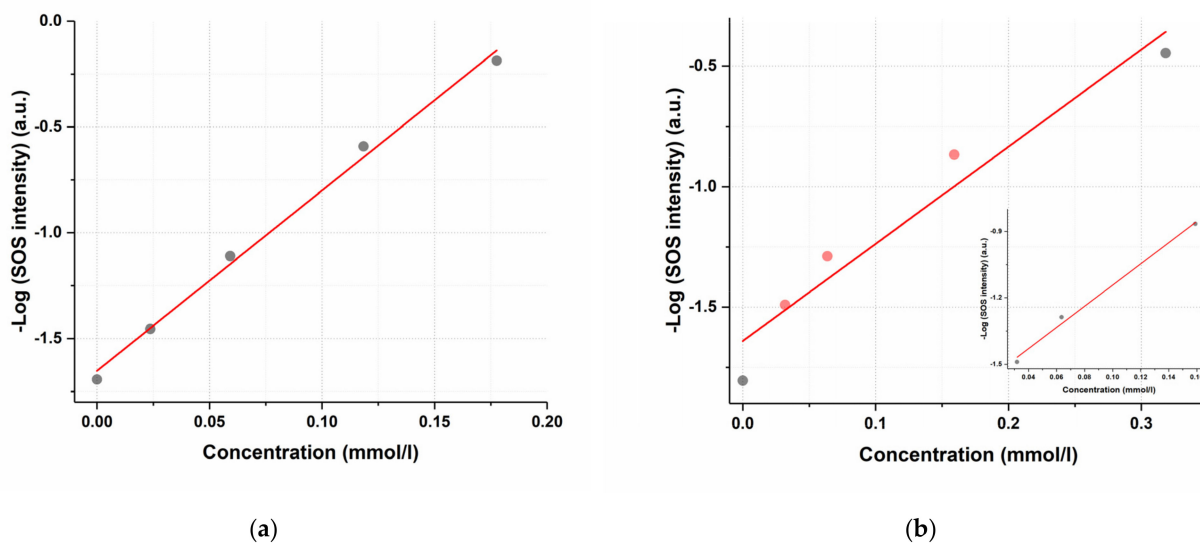 0.0
-0.5
-1.0
-1.5
-Log (SOS intensity) (a.u.)
0.00 0.05 0.10 0.15 0.20
Concentration (mmol/l)
(a)
-0.5
-1.0
-1.5
-Log (SOS intensity) (a.u.)
0.0 0.1 0.2 0.3
Concentration (mmol/l)
-0.9
-1.2
-1.5
-Log (SOS intensity) (a.u.)
0.04 0.06 0.08 0.10 0.12 0.14
Concentration (mmol/l)
(b)